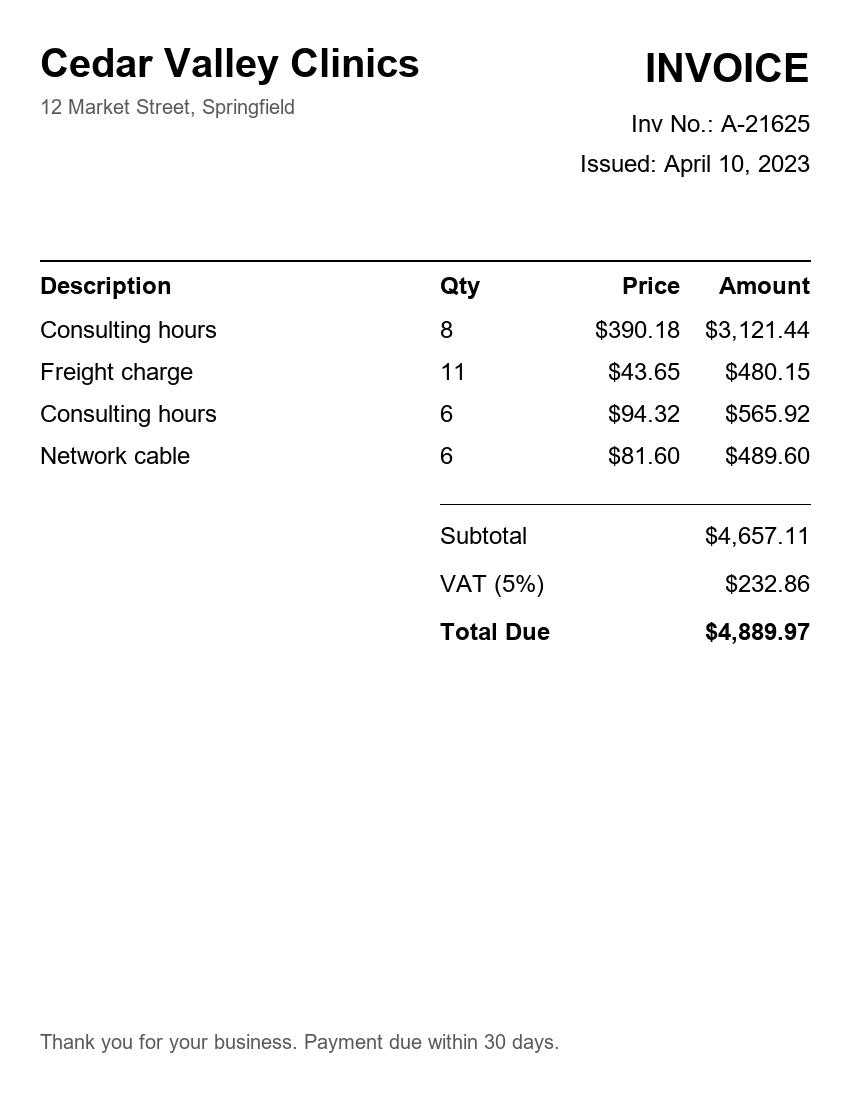 Cedar Valley Clinics
12 Market Street, Springfield
INVOICE
Inv No.: A-21625
Issued: April 10, 2023
Description Qty Price Amount
Consulting hours 8 $390.18 $3,121.44
Freight charge 11 $43.65 $480.15
Consulting hours 6 $94.32 $565.92
Network cable 6 $81.60 $489.60
Subtotal $4,657.11
VAT (5%) $232.86
Total Due $4,889.97
Thank you for your business. Payment due within 30 days.